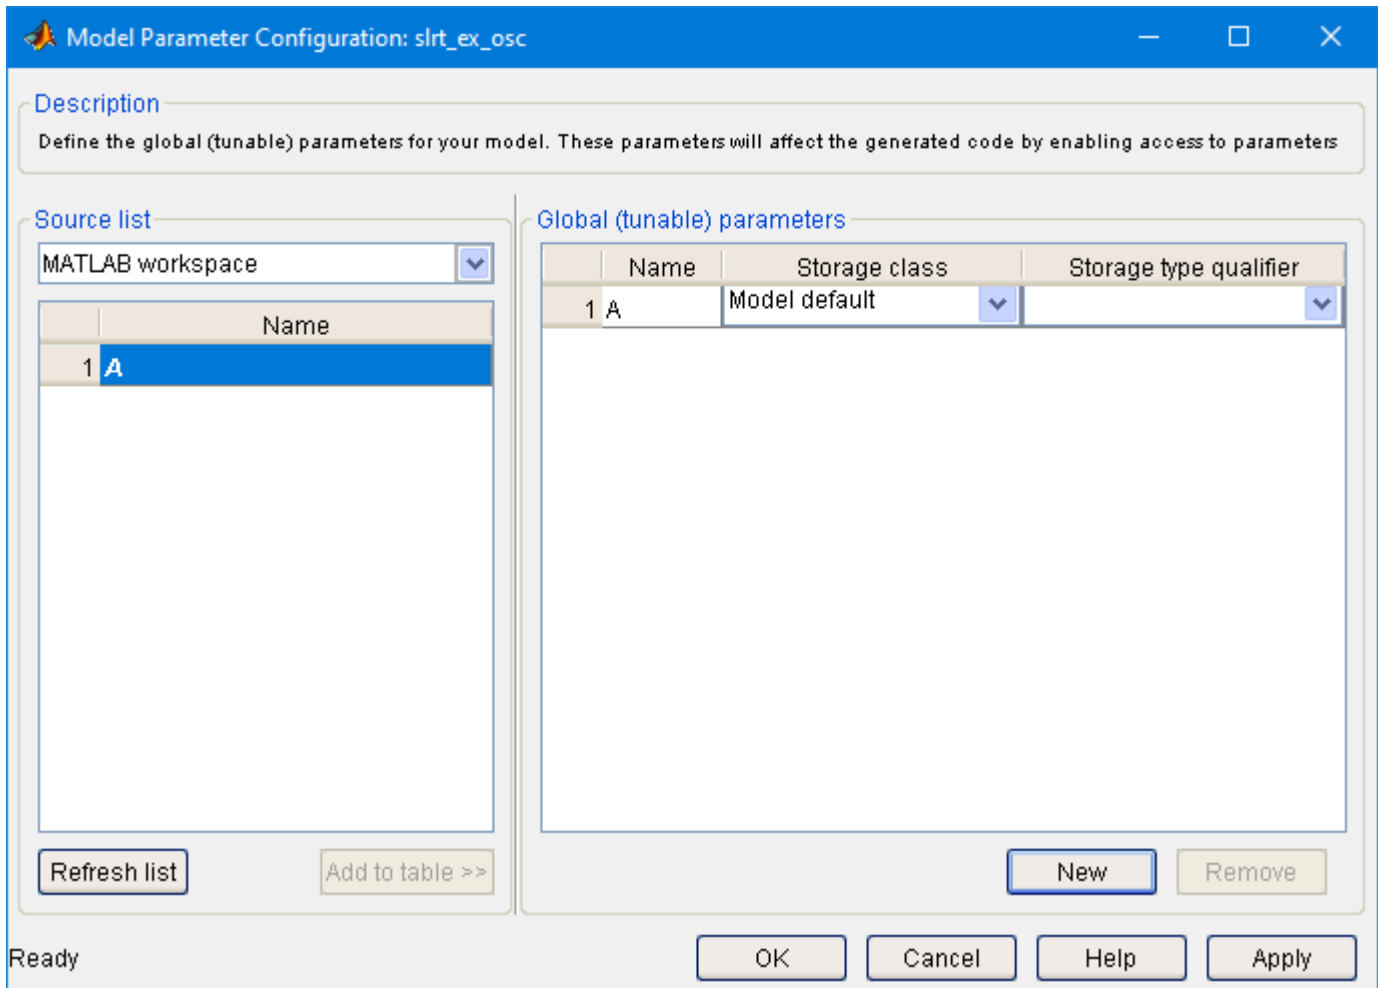 Model Parameter Configuration: slrt_ex_osc
Description
Define the global (tunable) parameters for your model. These parameters will affect the generated code by enabling access to parameters
Source list
MATLAB workspace
Name
1 A
Refresh list
Add to table >>
Global (tunable) parameters
Name Storage class Storage type qualifier
1 A Model default
New Remove
Ready
OK Cancel Help Apply